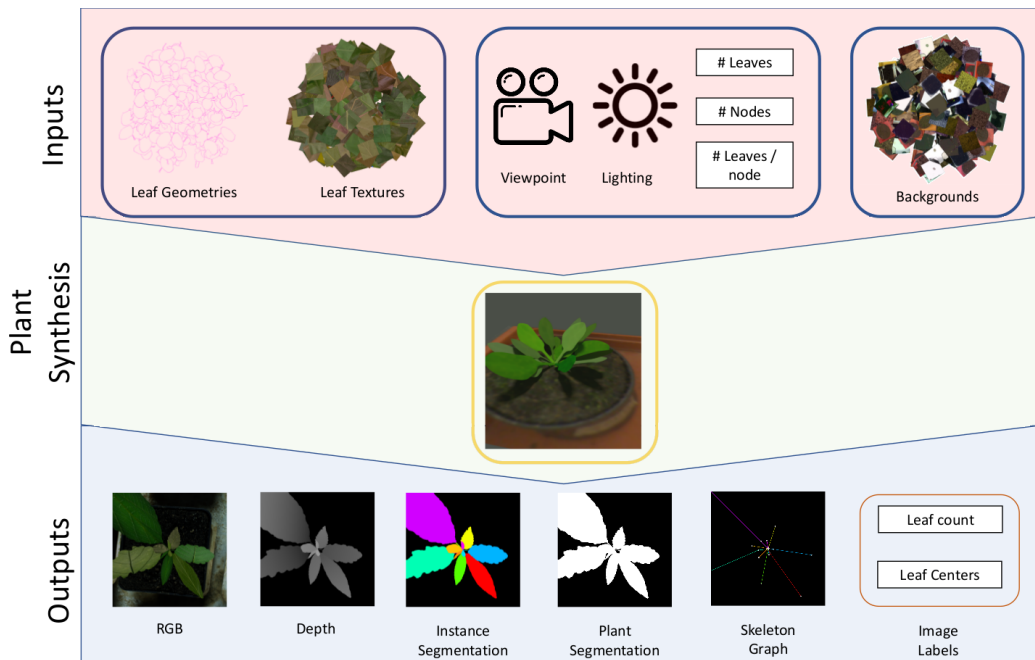 Inputs
Leaf Geometries
Leaf Textures
Viewpoint
Lighting
# Leaves
# Nodes
# Leaves /
node
Backgrounds
Plant
Synthesis
Outputs
RGB
Depth
Instance
Segmentation
Plant
Segmentation
Skeleton
Graph
Leaf count
Leaf Centers
Image
Labels